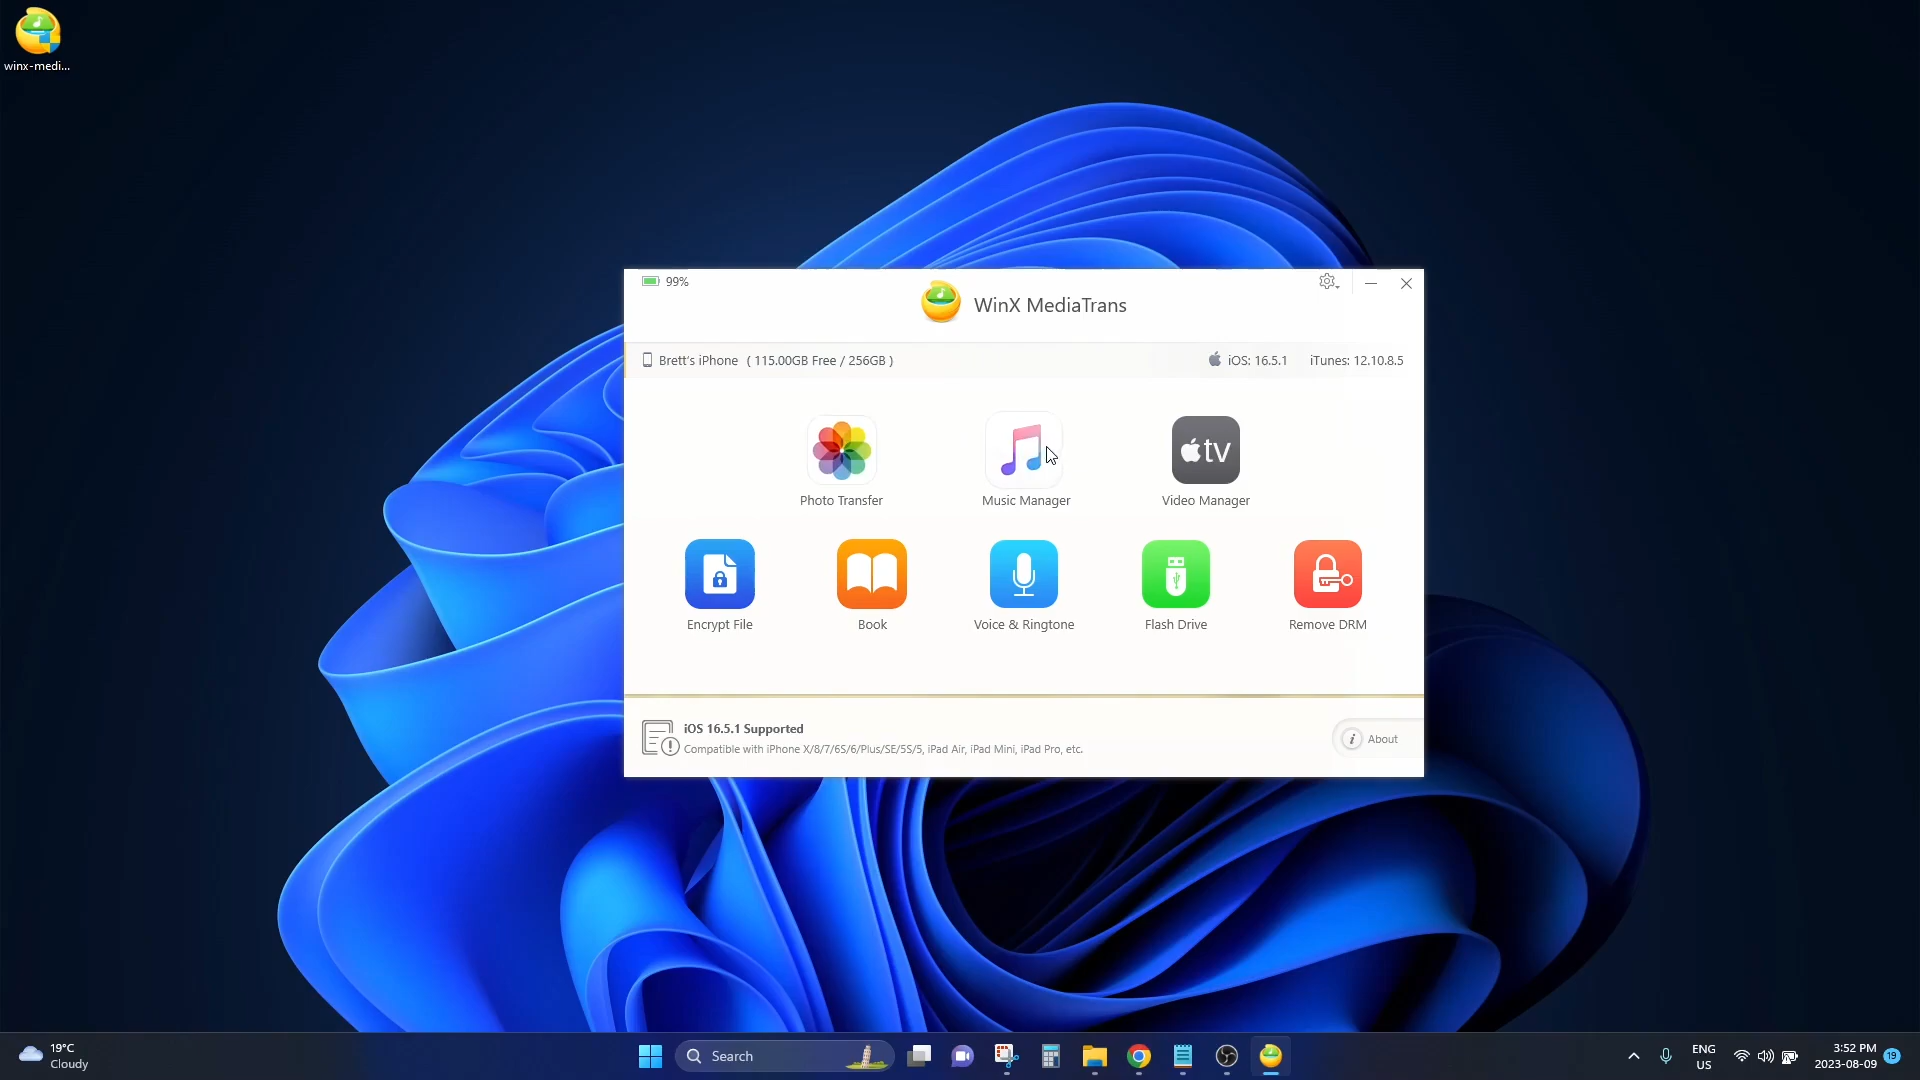 winx-medi...
99%
WinX MediaTrans
Brett's iPhone ( 115.00GB Free / 256GB )
iOS: 16.5.1 iTunes: 12.10.8.5
tv
Photo Transfer
Music Manager
Video Manager
Encrypt File
Book
Voice & Ringtone
Flash Drive
Remove DRM
iOS 16.5.1 Supported
Compatible with iPhone X/8/7/6S/6/Plus/SE/5S/5, iPad Air, iPad Mini, iPad Pro, etc.
About
19°C
Cloudy
Search
ENG
US
3:52 PM
2023-08-09
19